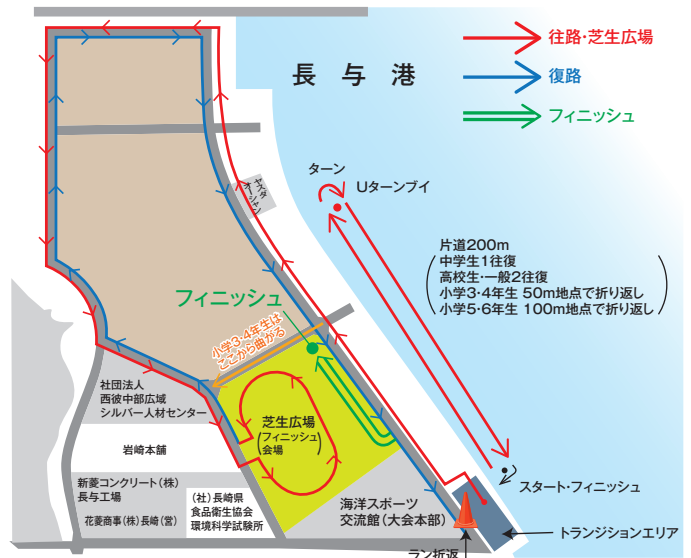 長与港
往路・芝生広場
復路
フィニッシュ
ターン
Uターンブイ
ヤスダ
オーシャン
片道200m
中学生1往復
高校生・一般2往復
小学3・4年生 50m地点で折り返し
小学5・6年生 100m地点で折り返し
フィニッシュ
小学3・4年生は
ここから曲がる
社団法人
西彼中部広域
シルバー人材センター
芝生広場
(フィニッシュ
会場)
岩崎本舗
新菱コンクリート(株)
長与工場
花菱商事(株)長崎(営)
(社)長崎県
食品衛生協会
環境科学試験所
海洋スポーツ
交流館(大会本部)
スタート・フィニッシュ
トランジションエリア
ラン折返